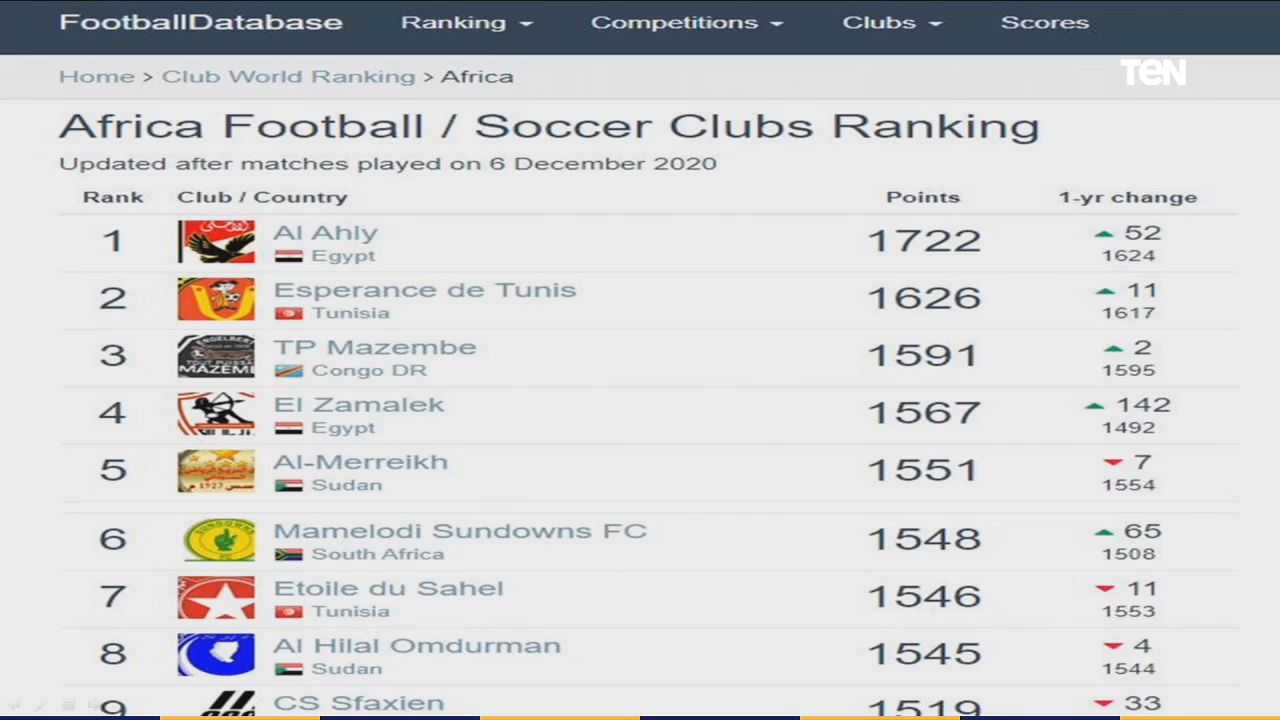 FootballDatabase Ranking Competitions Clubs Scores
Home > Club World Ranking > Africa
TEN
Africa Football / Soccer Clubs Ranking
Updated after matches played on 6 December 2020
Rank Club / Country Points 1-yr change
1 Al Ahly 1722 52
Egypt 1624
2 Esperance de Tunis 1626 11
Tunisia 1617
3 TP Mazembe 1591 2
Congo DR 1595
4 El Zamalek 1567 142
Egypt 1492
5 Al-Merreikh 1551 7
Sudan 1554
6 Mamelodi Sundowns FC 1548 65
South Africa 1508
7 Etoile du Sahel 1546 11
Tunisia 1553
8 Al Hilal Omdurman 1545 4
Sudan 1544
9 CS Sfaxien 1519 33